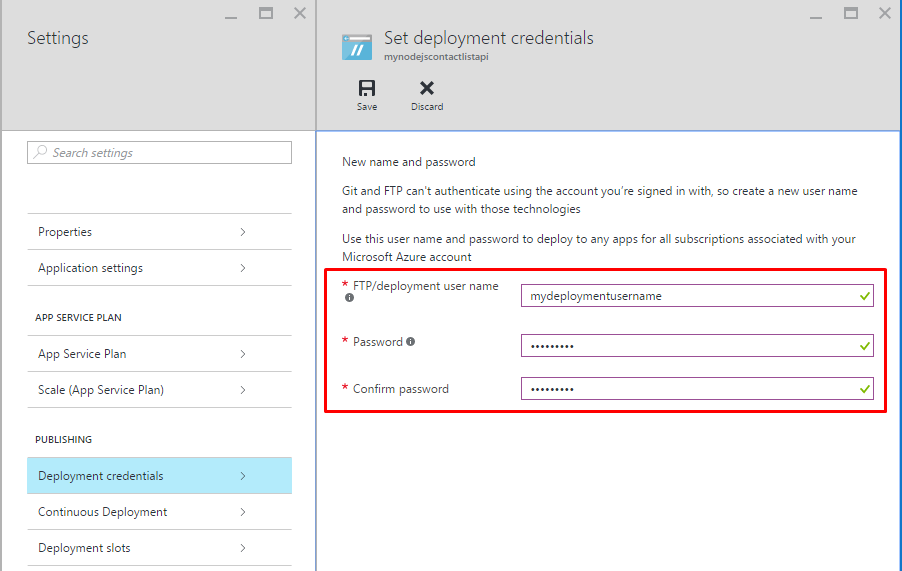 Settings
Search settings
Properties
Application settings
APP SERVICE PLAN
App Service Plan
Scale (App Service Plan)
PUBLISHING
Deployment credentials
Continuous Deployment
Deployment slots
Set deployment credentials
mynodejscontactlistapi
Save
Discard
New name and password
Git and FTP can't authenticate using the account you're signed in with, so create a new user name
and password to use with those technologies
Use this user name and password to deploy to any apps for all subscriptions associated with your
Microsoft Azure account
* FTP/deployment user name
mydeploymentusername
* Password
•••••••••
* Confirm password
•••••••••